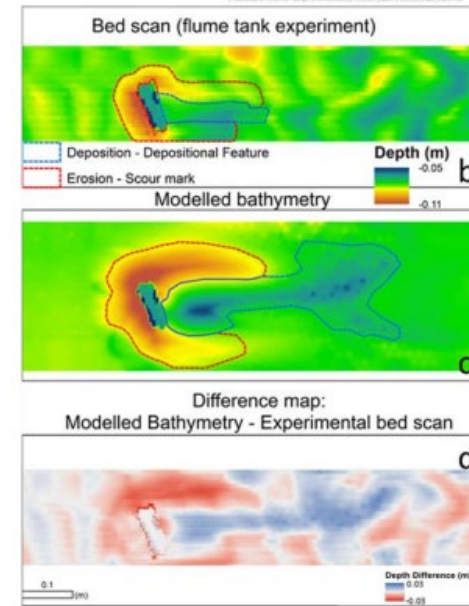 Bed scan (flume tank experiment)
Deposition - Depositional Feature
Erosion - Scour mark
Depth (m)
-0.05
-0.11
b
Modelled bathymetry
Difference map:
Modelled Bathymetry - Experimental bed scan
0.1
(m)
Depth Difference (m
0.03
-0.03